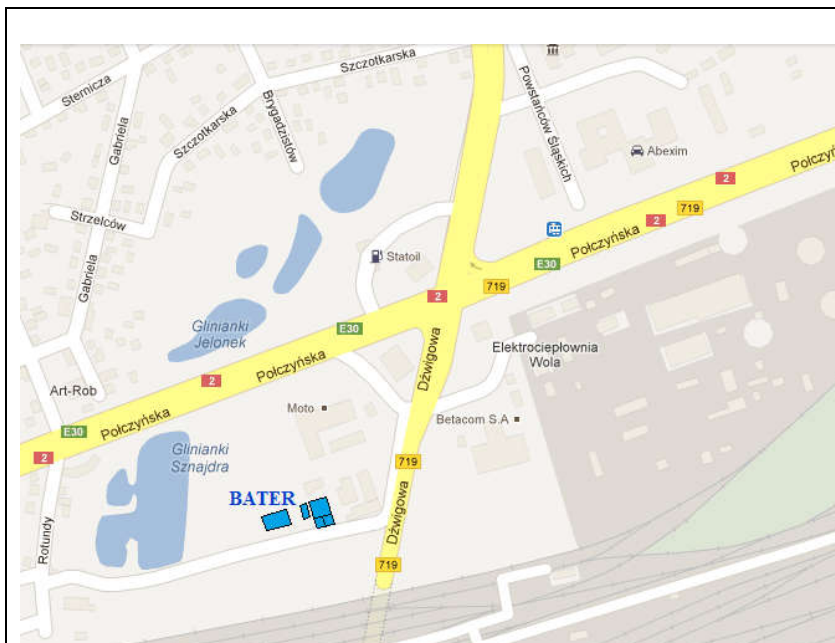 Szczotkarska
Sternicza
Gabriela
Szczotkarska
Brygadzistów
Powstańców Śląskich
Abexim
Połczyńs
2
719
2
Połczyńska
Strzelców
Gabriela
Statoil
E30
719
2
Glinianki
Jelonek
E30
Połczyńska
Dźwigowa
Elektrociepłownia
Wola
2
Art-Rob
Moto
Betacom S.A
Połczyńska
E30
2
Glinianki
Sznajdra
719
BATER
Dźwigowa
Rotundy
719